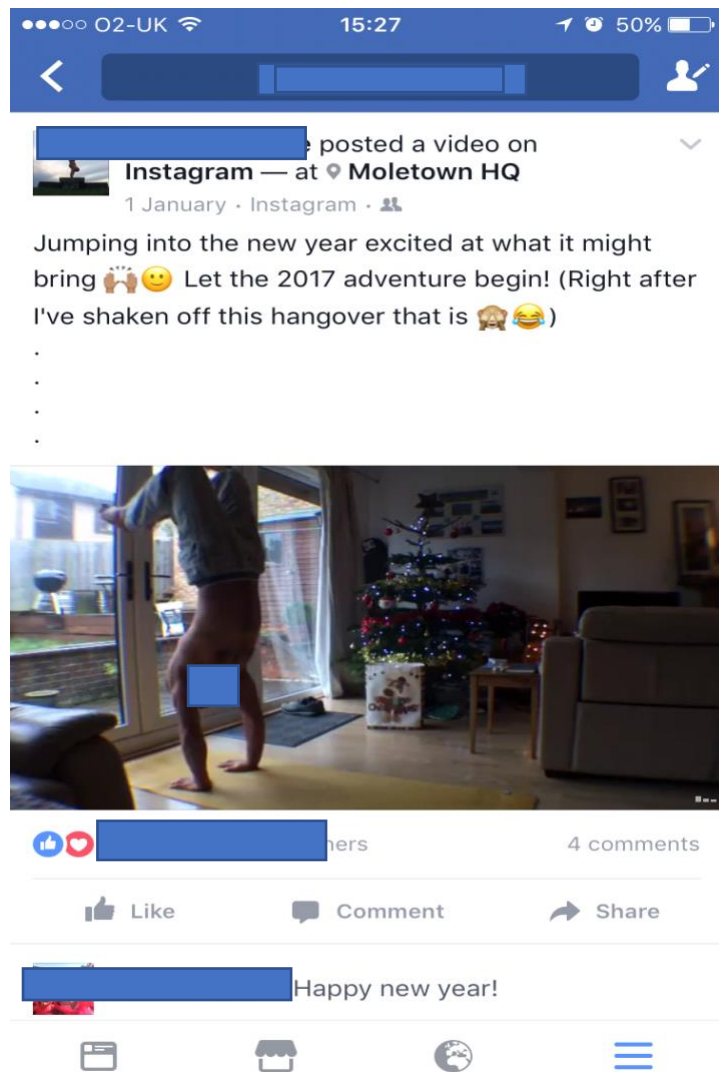 O2-UK 15:27 50%
posted a video on
Instagram — at Moletown HQ
1 January · Instagram ·
Jumping into the new year excited at what it might
bring 🙌🏽🙂 Let the 2017 adventure begin! (Right after
I've shaken off this hangover that is 🙈😂)
.
.
.
.
hers 4 comments
Like Comment Share
Happy new year!